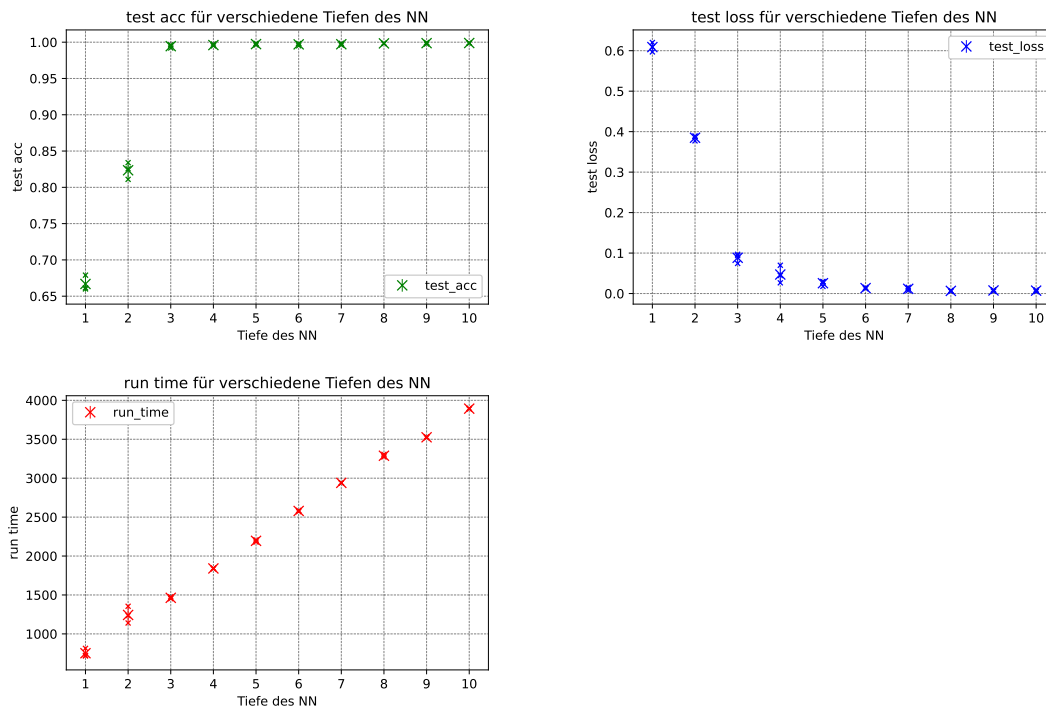 test acc für verschiedene Tiefen des NN
1.00
0.95
0.90
0.85
0.80
0.75
0.70
0.65
test acc
test_acc
1 2 3 4 5 6 7 8 9 10
Tiefe des NN
test loss für verschiedene Tiefen des NN
0.6
0.5
0.4
0.3
0.2
0.1
0.0
test loss
test_loss
1 2 3 4 5 6 7 8 9 10
Tiefe des NN
run time für verschiedene Tiefen des NN
4000
3500
3000
2500
2000
1500
1000
run time
run_time
1 2 3 4 5 6 7 8 9 10
Tiefe des NN